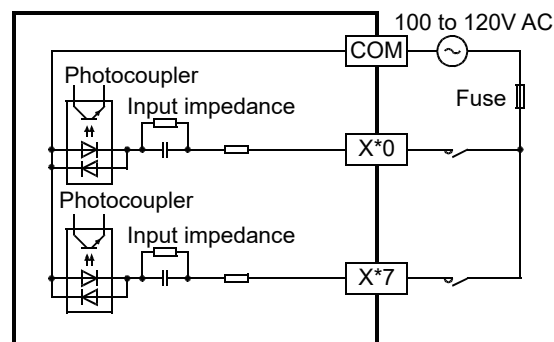 100 to 120V AC
COM
Photocoupler
Fuse
Input impedance
X*0
Photocoupler
Input impedance
X*7